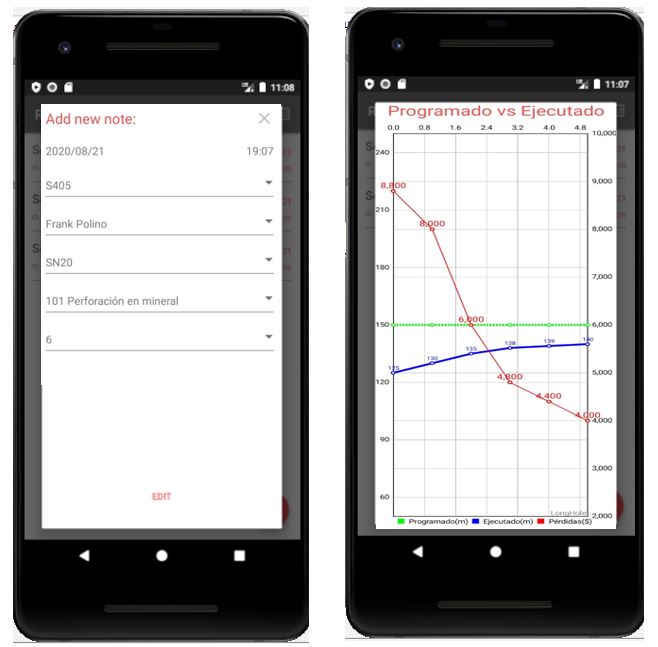 11:08
Add new note:
2020/08/21 19:07
S405
Frank Polino
SN20
101 Perforación en mineral
6
EDIT
11:07
Programado vs Ejecutado
0.0 0.8 1.6 2.4 3.2 4.0 4.8
10,000
240
9,000
8,800
210
8,000
8,000
180
7,000
150
6,000
6,000
125 130 135 138 139 140
5,000
120
4,800
4,400
4,000
4,000
90
3,000
60
LongHole
2,000
Programado(m) Ejecutado(m) Pérdidas($)